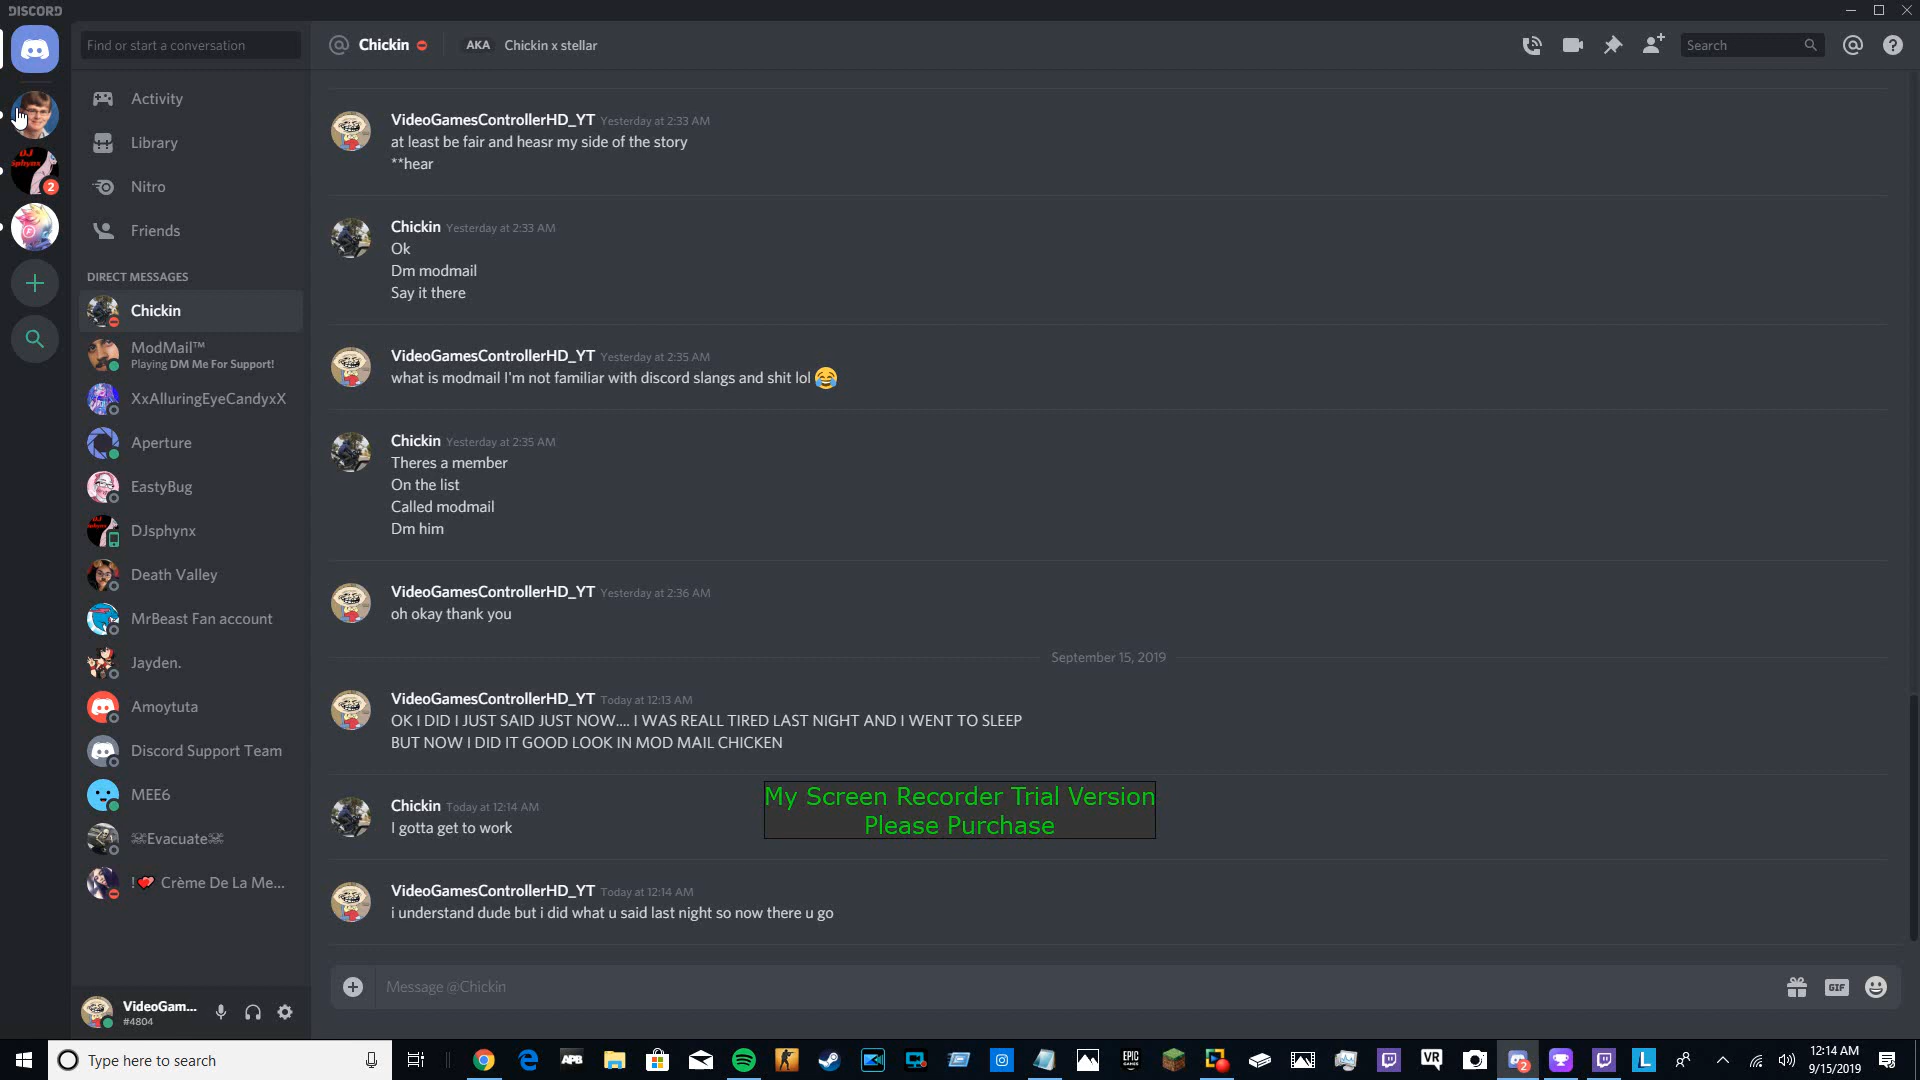 DISCORD
Find or start a conversation
Chickin
AKA
Chickin x stellar
Search
Activity
Library
Nitro
Friends
2
DIRECT MESSAGES
Chickin
ModMail™
Playing DM Me For Support!
XxAlluringEyeCandyxX
Aperture
EastyBug
DJsphynx
Death Valley
MrBeast Fan account
Jayden.
Amoytuta
Discord Support Team
MEE6
☠Evacuate☠
!💕 Crème De La Me...
VideoGam...
#4804
VideoGamesControllerHD_YT Yesterday at 2:33 AM
at least be fair and heasr my side of the story
**hear
Chickin Yesterday at 2:33 AM
Ok
Dm modmail
Say it there
VideoGamesControllerHD_YT Yesterday at 2:35 AM
what is modmail I'm not familiar with discord slangs and shit lol 😂
Chickin Yesterday at 2:35 AM
Theres a member
On the list
Called modmail
Dm him
VideoGamesControllerHD_YT Yesterday at 2:36 AM
oh okay thank you
September 15, 2019
VideoGamesControllerHD_YT Today at 12:13 AM
OK I DID I JUST SAID JUST NOW.... I WAS REALL TIRED LAST NIGHT AND I WENT TO SLEEP
BUT NOW I DID IT GOOD LOOK IN MOD MAIL CHICKEN
Chickin Today at 12:14 AM
I gotta get to work
My Screen Recorder Trial Version
Please Purchase
VideoGamesControllerHD_YT Today at 12:14 AM
i understand dude but i did what u said last night so now there u go
Message @Chickin
GIF
Type here to search
APB
EPIC
GAMES
VR
2
L
12:14 AM
9/15/2019